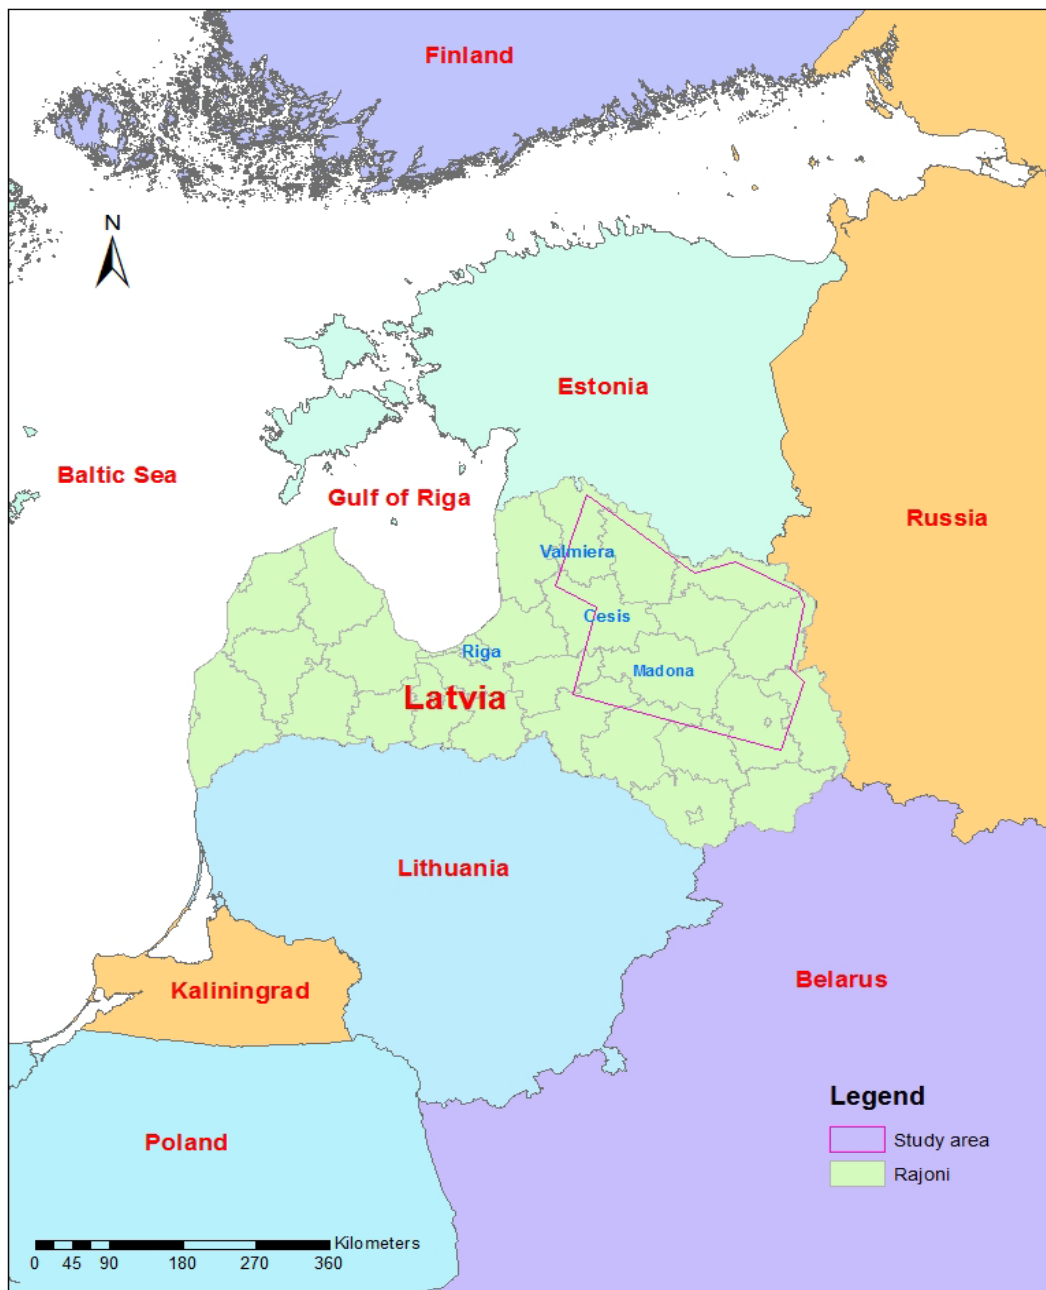 Finland
N
Estonia
Baltic Sea
Gulf of Riga
Russia
Valmiera
Cesis
Riga
Madona
Latvia
Lithuania
Kaliningrad
Belarus
Legend
Study area
Rajoni
Poland
Kilometers
0 45 90 180 270 360